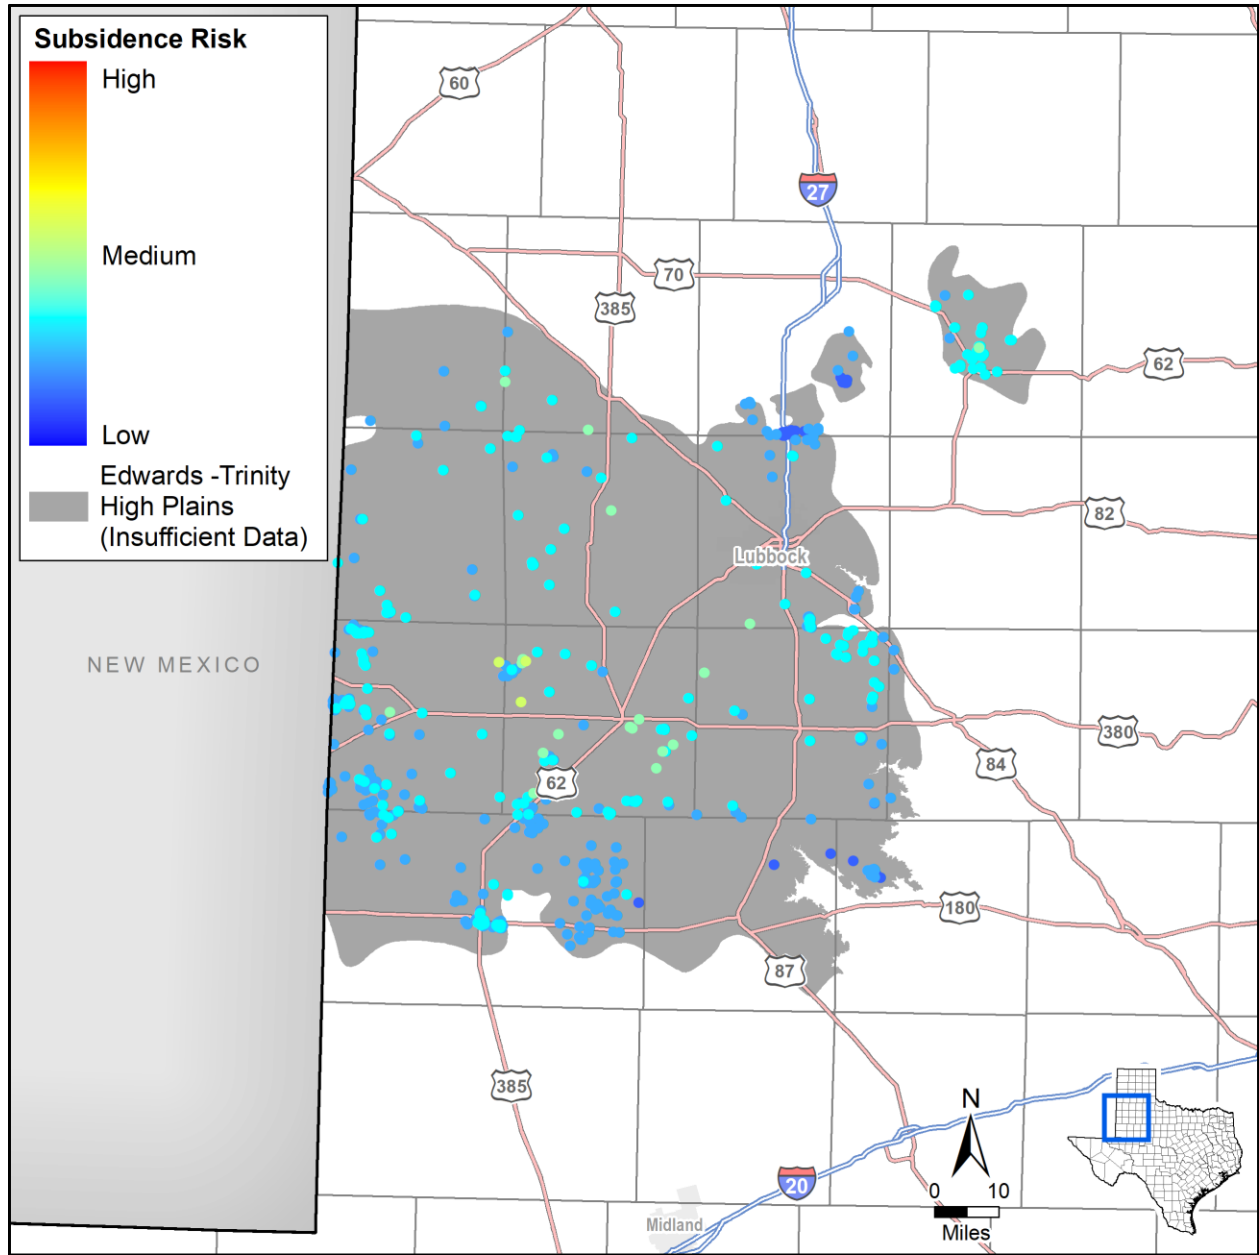 Subsidence Risk
High
Medium
Low
Edwards -Trinity
High Plains
(Insufficient Data)
60
27
70
385
62
82
Lubbock
NEW MEXICO
380
84
62
180
87
385
N
0 10
Miles
20
Midland